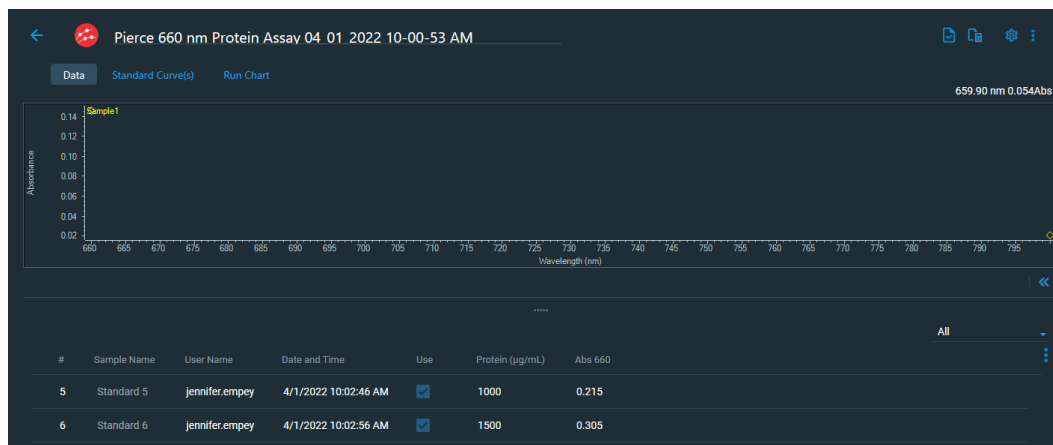 Pierce 660 nm Protein Assay 04_01_2022 10-00-53 AM
Data Standard Curve(s) Run Chart
659.90 nm 0.054Abs
Sample1
0.14
0.12
0.10
0.08
0.06
0.04
0.02
Absorbance
660 665 670 675 680 685 690 695 700 705 710 715 720 725 730 735 740 745 750 755 760 765 770 775 780 785 790 795
Wavelength (nm)
All
# Sample Name User Name Date and Time Use Protein (µg/mL) Abs 660
5 Standard 5 jennifer.empey 4/1/2022 10:02:46 AM 1000 0.215
6 Standard 6 jennifer.empey 4/1/2022 10:02:56 AM 1500 0.305